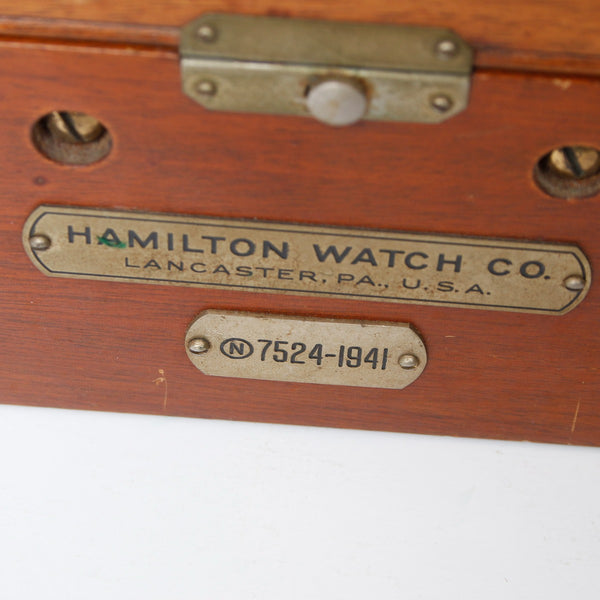 HAMILTON WATCH CO.
LANCASTER, PA., U.S.A.
Ⓝ7524-1941